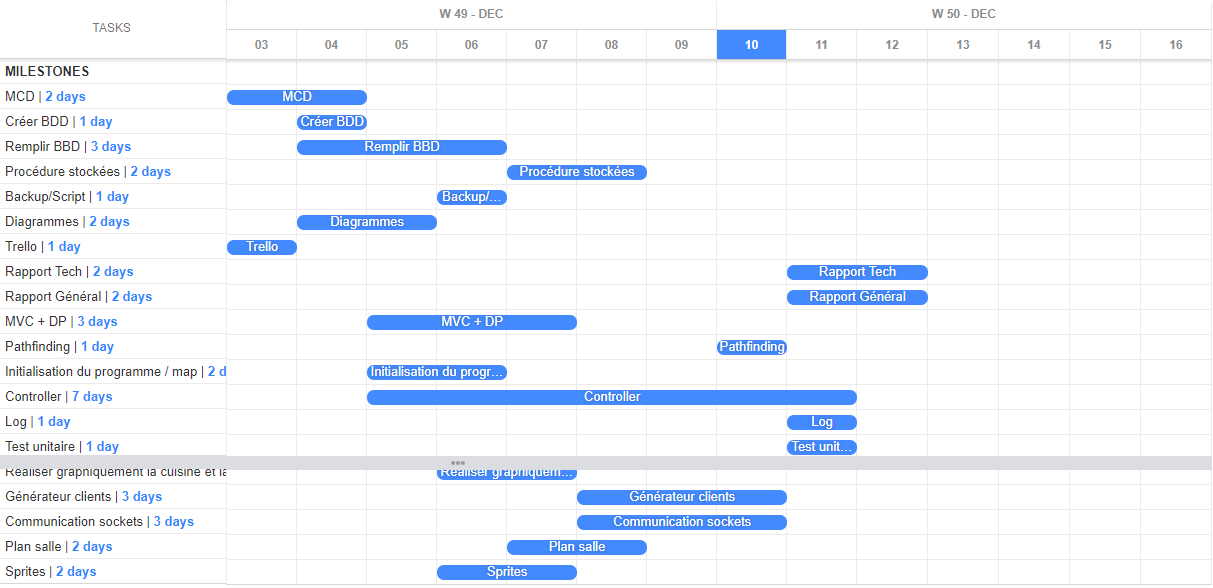 TASKS
W 49 - DEC
W 50 - DEC
03 04 05 06 07 08 09 10 11 12 13 14 15 16
MILESTONES
MCD | 2 days
MCD
Créer BDD | 1 day
Créer BDD
Remplir BBD | 3 days
Remplir BBD
Procédure stockées | 2 days
Procédure stockées
Backup/Script | 1 day
Backup/...
Diagrammes | 2 days
Diagrammes
Trello | 1 day
Trello
Rapport Tech | 2 days
Rapport Tech
Rapport Général | 2 days
Rapport Général
MVC + DP | 3 days
MVC + DP
Pathfinding | 1 day
Pathfinding
Initialisation du programme / map | 2 d
Initialisation du progr...
Controller | 7 days
Controller
Log | 1 day
Log
Test unitaire | 1 day
Test unit...
Réaliser graphiquement la cuisine et la
Réaliser graphiquem...
Générateur clients | 3 days
Générateur clients
Communication sockets | 3 days
Communication sockets
Plan salle | 2 days
Plan salle
Sprites | 2 days
Sprites